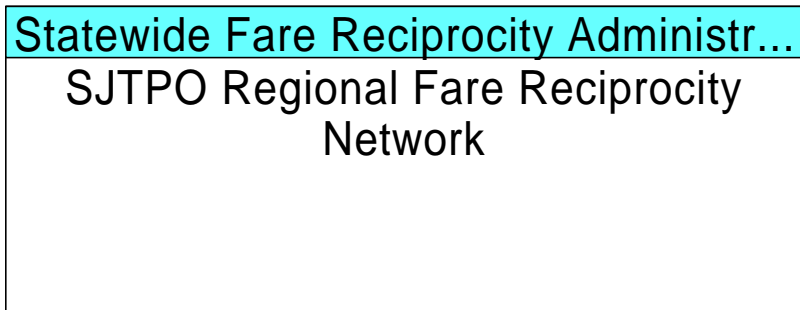 Statewide Fare Reciprocity Administr...
SJTPO Regional Fare Reciprocity
Network